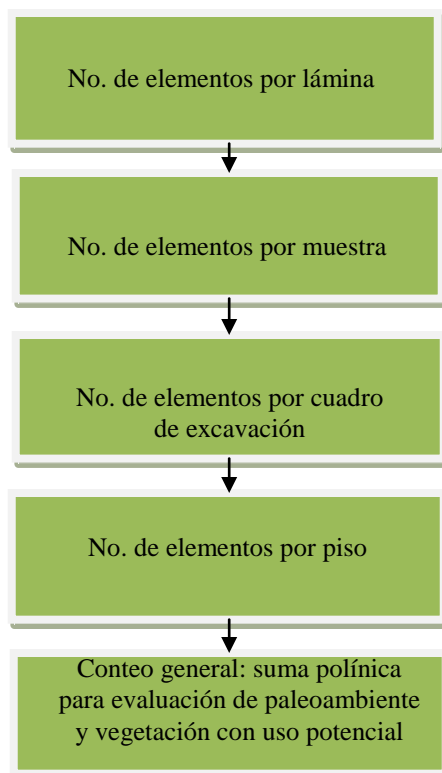 No. de elementos por lámina
No. de elementos por muestra
No. de elementos por cuadro
de excavación
No. de elementos por piso
Conteo general: suma polínica
para evaluación de paleoambiente
y vegetación con uso potencial